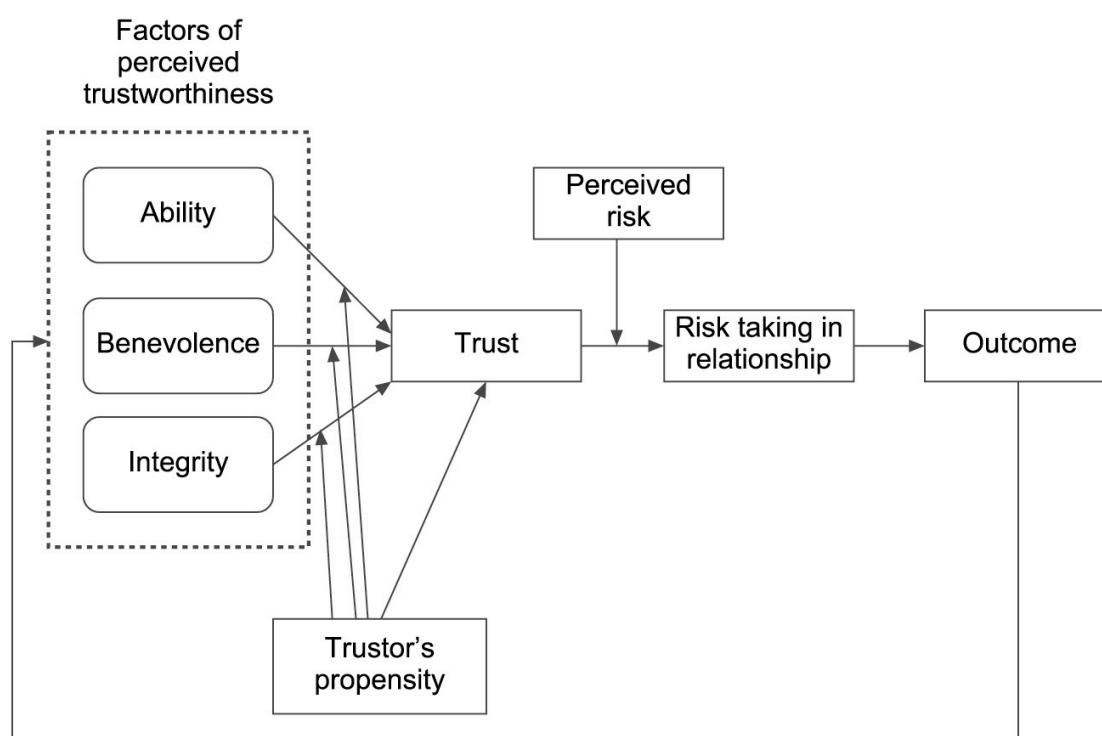 Factors of
perceived
trustworthiness
Ability
Benevolence
Integrity
Trust
Perceived
risk
Risk taking in
relationship
Outcome
Trustor’s
propensity